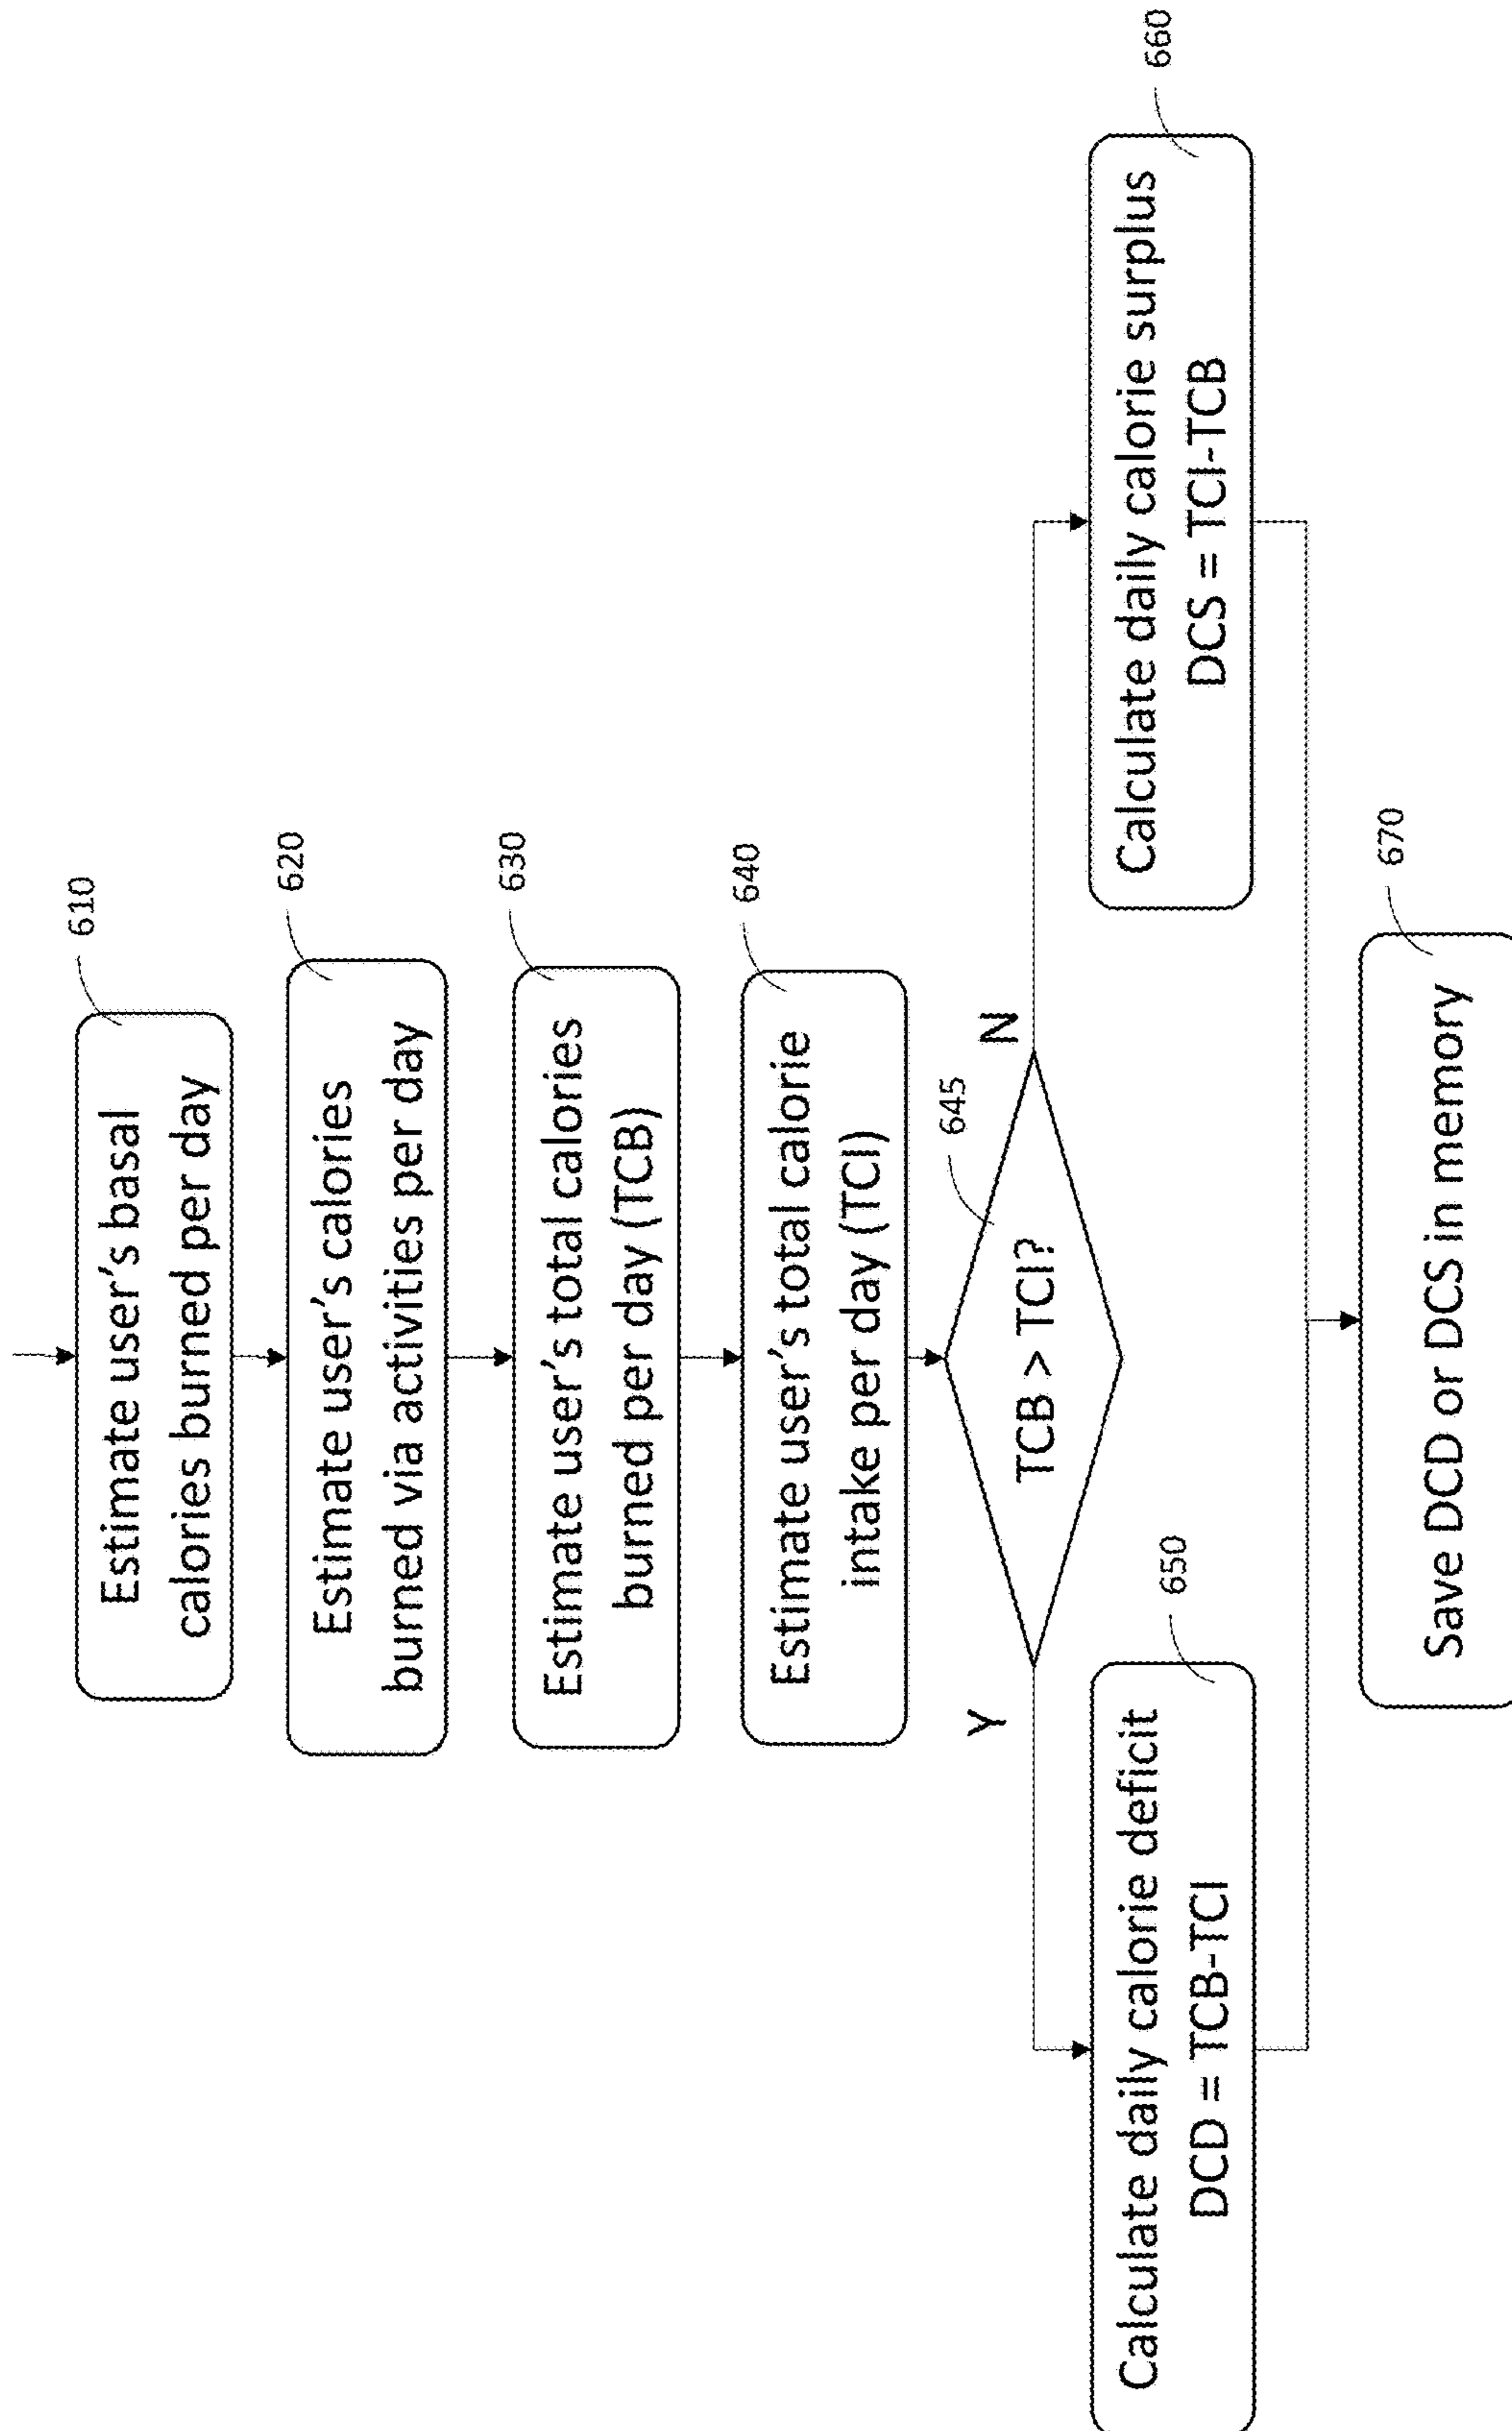 610
Estimate user's basal
calories burned per day
620
Estimate user's calories
burned via activities per day
630
Estimate user's total calories
burned per day (TCB)
640
Estimate user's total calorie
intake per day (TCI)
645
TCB > TCI?
Y
N
650
Calculate daily calorie deficit
DCD = TCB-TCI
660
Calculate daily calorie surplus
DCS = TCI-TCB
670
Save DCD or DCS in memory